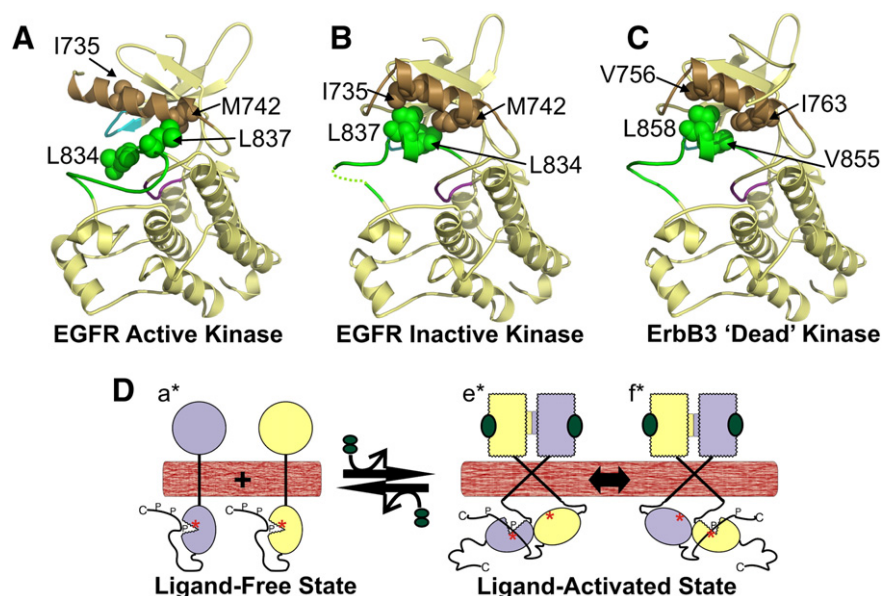 A
I735
M742
L834
L837
EGFR Active Kinase
B
I735
M742
L837
L834
EGFR Inactive Kinase
C
V756
I763
L858
V855
ErbB3 ‘Dead’ Kinase
D
a*
+
*
*
C P P P
C P P P
Ligand-Free State
e*
f*
*
*
*
*
C P C
P C C
Ligand-Activated State